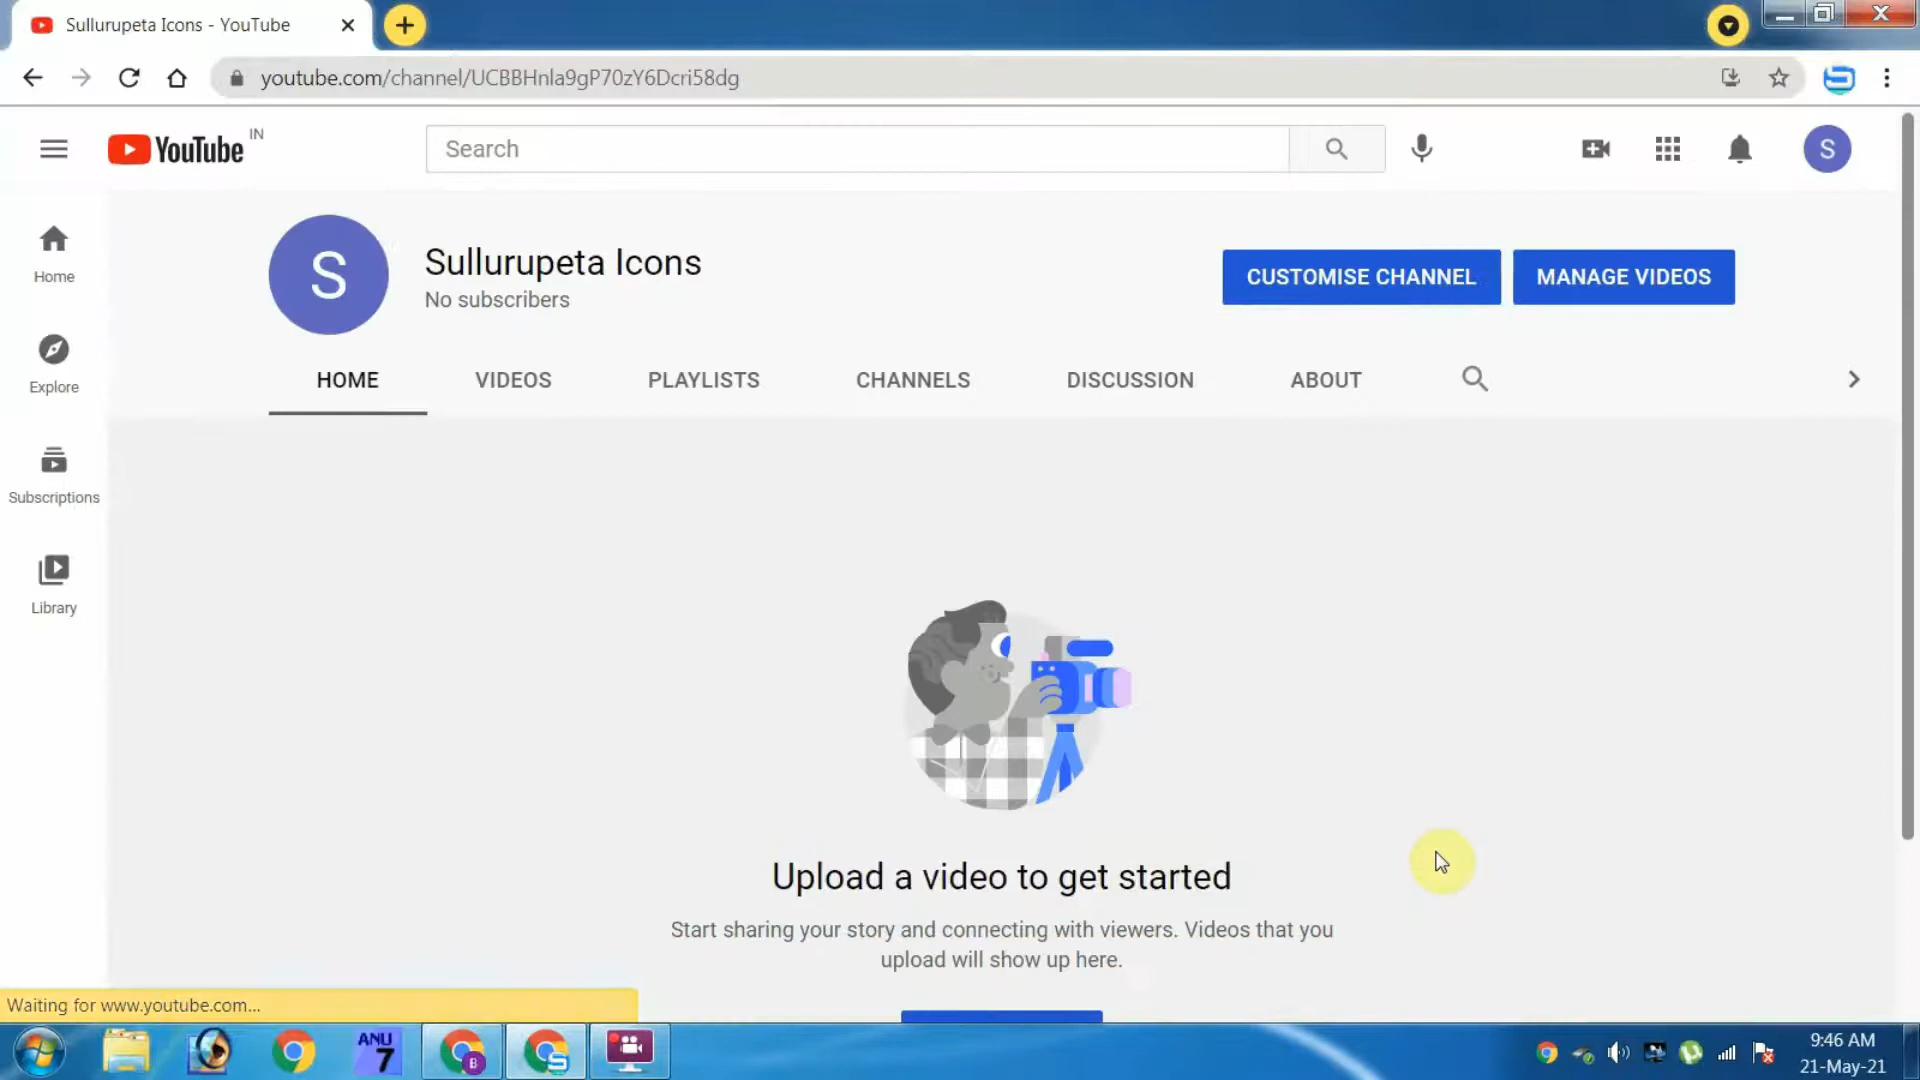 Sullurupeta Icons - YouTube
youtube.com/channel/UCBBHnla9gP70zY6Dcri58dg
YouTube IN
Search
S
Home
Explore
Subscriptions
Library
S
Sullurupeta Icons
No subscribers
CUSTOMISE CHANNEL
MANAGE VIDEOS
HOME
VIDEOS
PLAYLISTS
CHANNELS
DISCUSSION
ABOUT
Upload a video to get started
Start sharing your story and connecting with viewers. Videos that you
upload will show up here.
Waiting for www.youtube.com...
ANU
7
B
S
9:46 AM
21-May-21